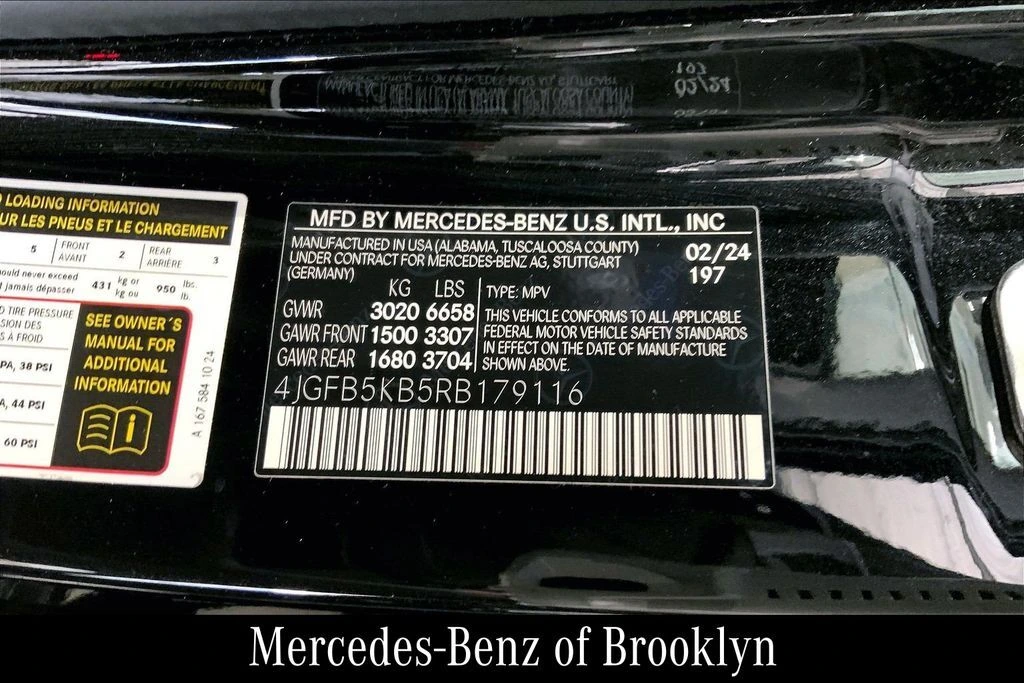 LOADING INFORMATION
UR LES PNEUS ET LE CHARGEMENT
5 FRONT AVANT 2 REAR ARRIÈRE 3
ould never exceed
jamais dépasser 431 kg or kg ou 950 lbs. lb.
TIRE PRESSURE
SION DES
S À FROID
PA, 38 PSI
A, 44 PSI
60 PSI
SEE OWNER´S
MANUAL FOR
ADDITIONAL
INFORMATION
A 167 584 10 24
MFD BY MERCEDES-BENZ U.S. INTL., INC
MANUFACTURED IN USA (ALABAMA, TUSCALOOSA COUNTY) 02/24
UNDER CONTRACT FOR MERCEDES-BENZ AG, STUTTGART
(GERMANY) 197
KG LBS
GVWR 3020 6658
GAWR FRONT 1500 3307
GAWR REAR 1680 3704
TYPE: MPV
THIS VEHICLE CONFORMS TO ALL APPLICABLE
FEDERAL MOTOR VEHICLE SAFETY STANDARDS
IN EFFECT ON THE DATE OF MANUFACTURE
SHOWN ABOVE.
4JGFB5KB5RB179116
Mercedes-Benz of Brooklyn